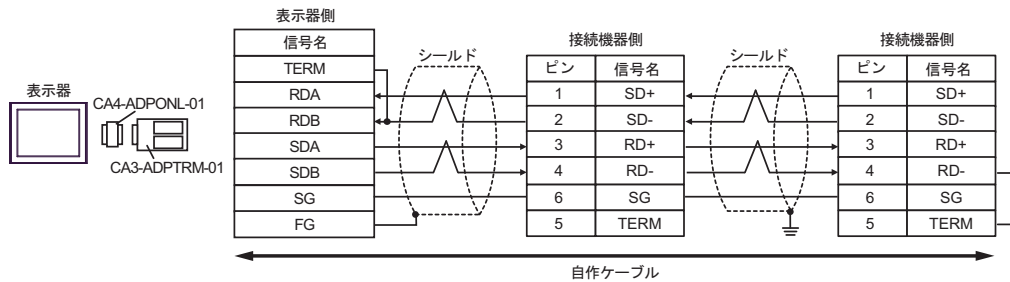 表示器
CA4-ADPONL-01
CA3-ADPTRM-01
表示器側
信号名
TERM
RDA
RDB
SDA
SDB
SG
FG
シールド
接続機器側
ピン 信号名
1 SD+
2 SD-
3 RD+
4 RD-
6 SG
5 TERM
シールド
接続機器側
ピン 信号名
1 SD+
2 SD-
3 RD+
4 RD-
6 SG
5 TERM
自作ケーブル